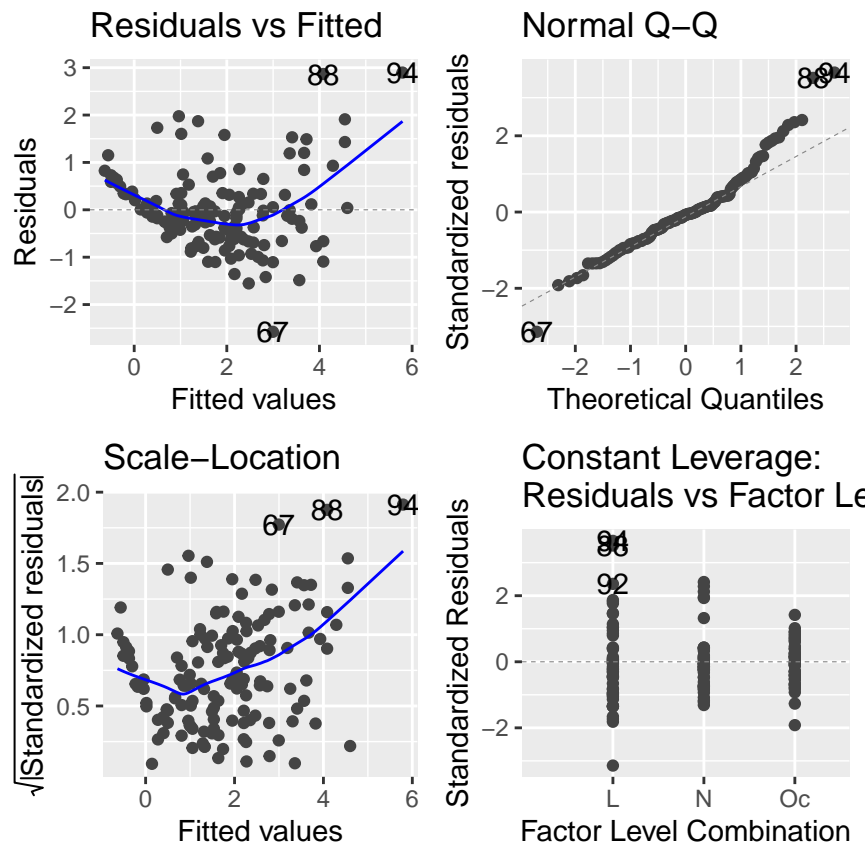 Residuals vs Fitted
Residuals
3
2
1
0
−1
−2
88
94
67
0
2
4
6
Fitted values
Normal Q−Q
Standardized residuals
2
0
−2
88
94
67
−2
−1
0
1
2
Theoretical Quantiles
Scale−Location
√|Standardized residuals|
2.0
1.5
1.0
0.5
67
88
94
0
2
4
6
Fitted values
Constant Leverage:
Residuals vs Factor Le
Standardized Residuals
2
0
−2
94
88
92
L
N
Oc
Factor Level Combination